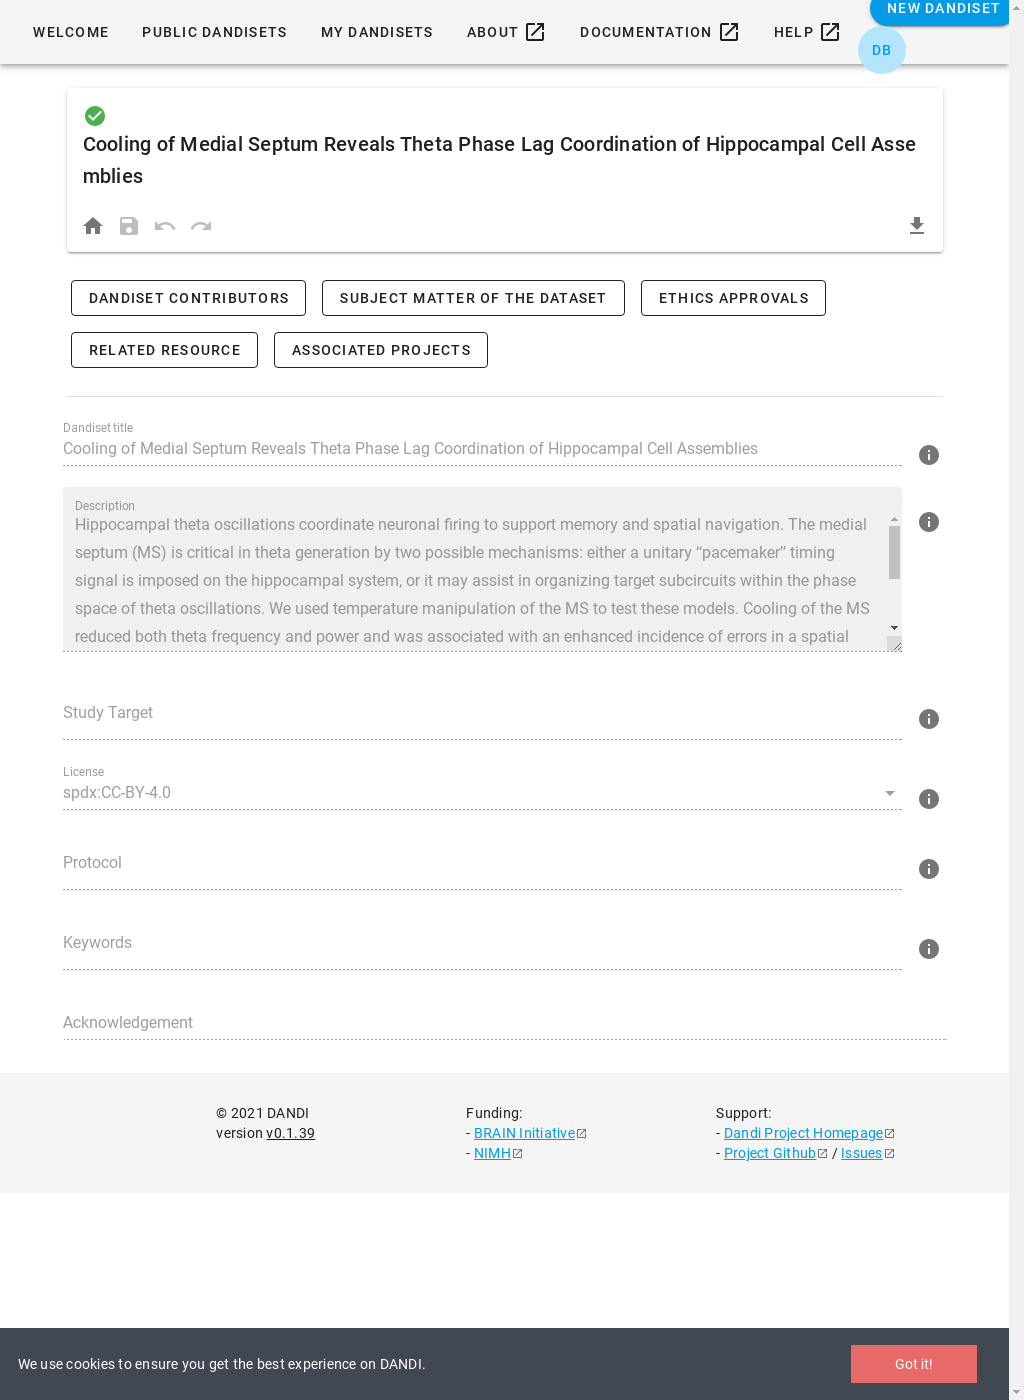 WELCOME PUBLIC DANDISETS MY DANDISETS ABOUT DOCUMENTATION HELP NEW DANDISET
DB
Cooling of Medial Septum Reveals Theta Phase Lag Coordination of Hippocampal Cell Asse
mblies
DANDISET CONTRIBUTORS SUBJECT MATTER OF THE DATASET ETHICS APPROVALS
RELATED RESOURCE ASSOCIATED PROJECTS
Dandiset title
Cooling of Medial Septum Reveals Theta Phase Lag Coordination of Hippocampal Cell Assemblies
Description
Hippocampal theta oscillations coordinate neuronal firing to support memory and spatial navigation. The medial
septum (MS) is critical in theta generation by two possible mechanisms: either a unitary “pacemaker” timing
signal is imposed on the hippocampal system, or it may assist in organizing target subcircuits within the phase
space of theta oscillations. We used temperature manipulation of the MS to test these models. Cooling of the MS
reduced both theta frequency and power and was associated with an enhanced incidence of errors in a spatial
Study Target
License
spdx:CC-BY-4.0
Protocol
Keywords
Acknowledgement
© 2021 DANDI
version v0.1.39
Funding:
- BRAIN Initiative
- NIMH
Support:
- Dandi Project Homepage
- Project Github / Issues
We use cookies to ensure you get the best experience on DANDI.
Got it!